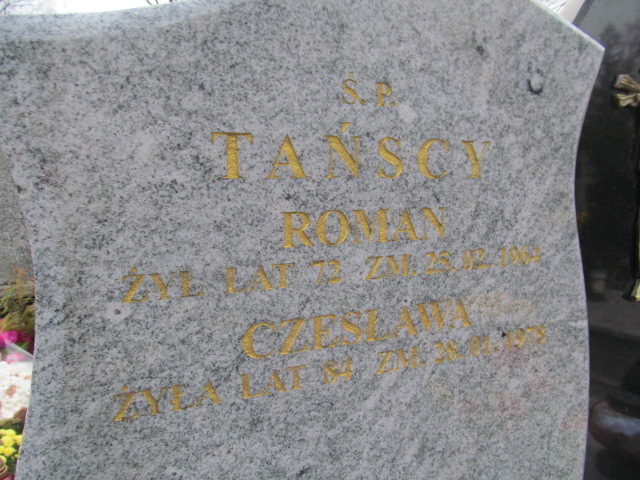 Ś. P.
TAŃSCY
ROMAN
ŻYŁ LAT 72 ZM. 25.02.1964
CZESŁAWA
ŻYŁA LAT 84 ZM. 28.01.1978